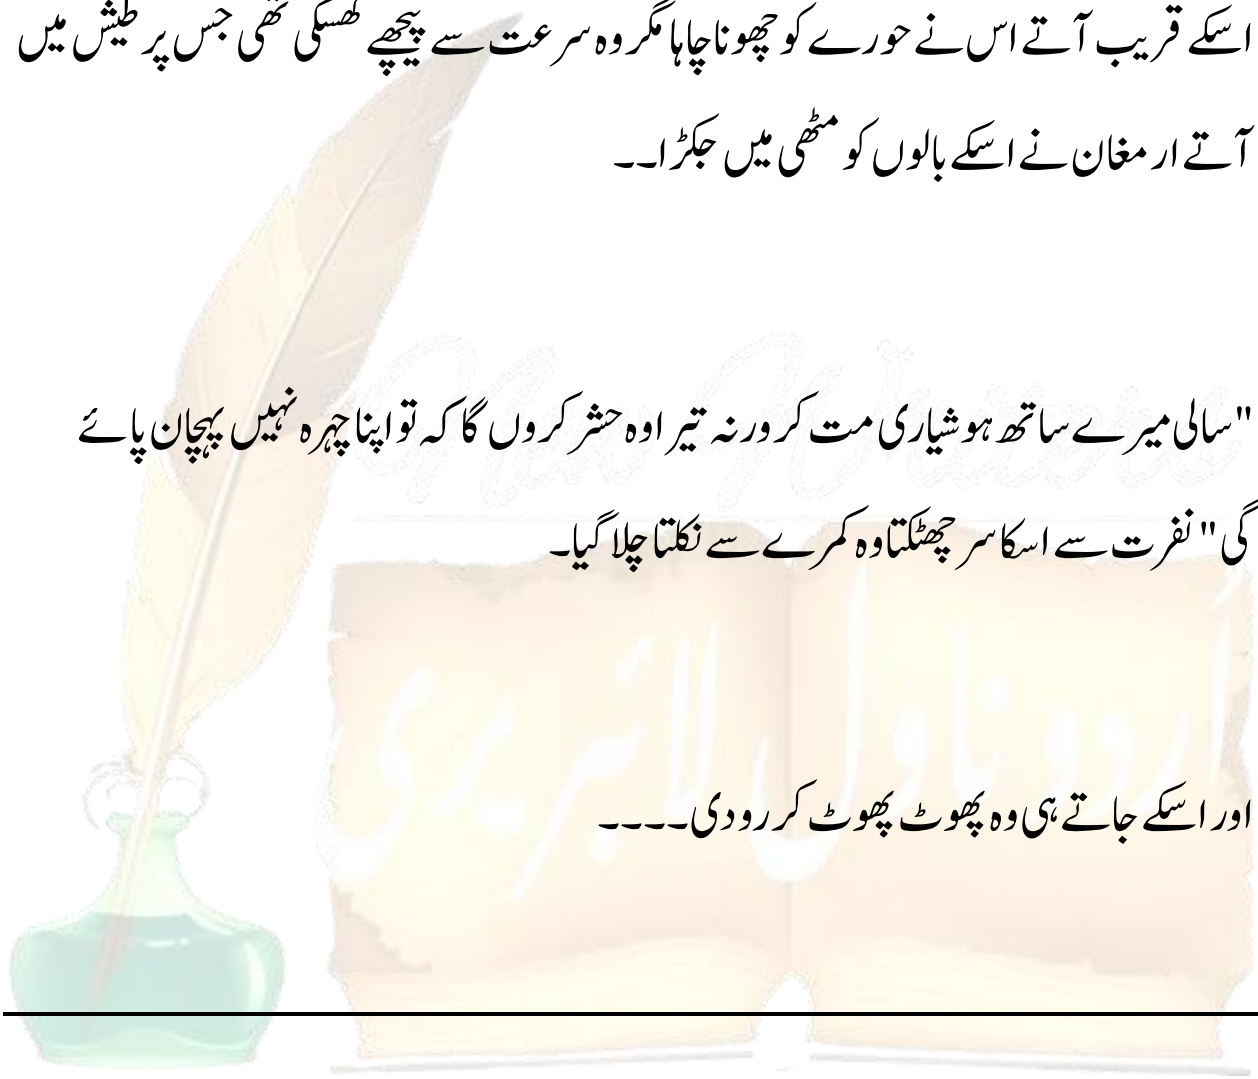 اسکے قریب آتے اس نے حورے کو چھونا چاہا مگر وہ سرعت سے پیچھے کھسکی تھی جس پر طیش میں
آتے ارمغان نے اسکے بالوں کو مٹھی میں جکڑا۔۔
"سالی میرے ساتھ ہوشیاری مت کر ورنہ تیرا وہ حشر کروں گا کہ تو اپنا چہرہ نہیں پہچان پائے
گی" نفرت سے اسکا سر جھٹکتا وہ کمرے سے نکلتا چلا گیا۔
اور اسکے جاتے ہی وہ پھوٹ پھوٹ کر رو دی۔۔۔۔
اردو ناول لائبریری